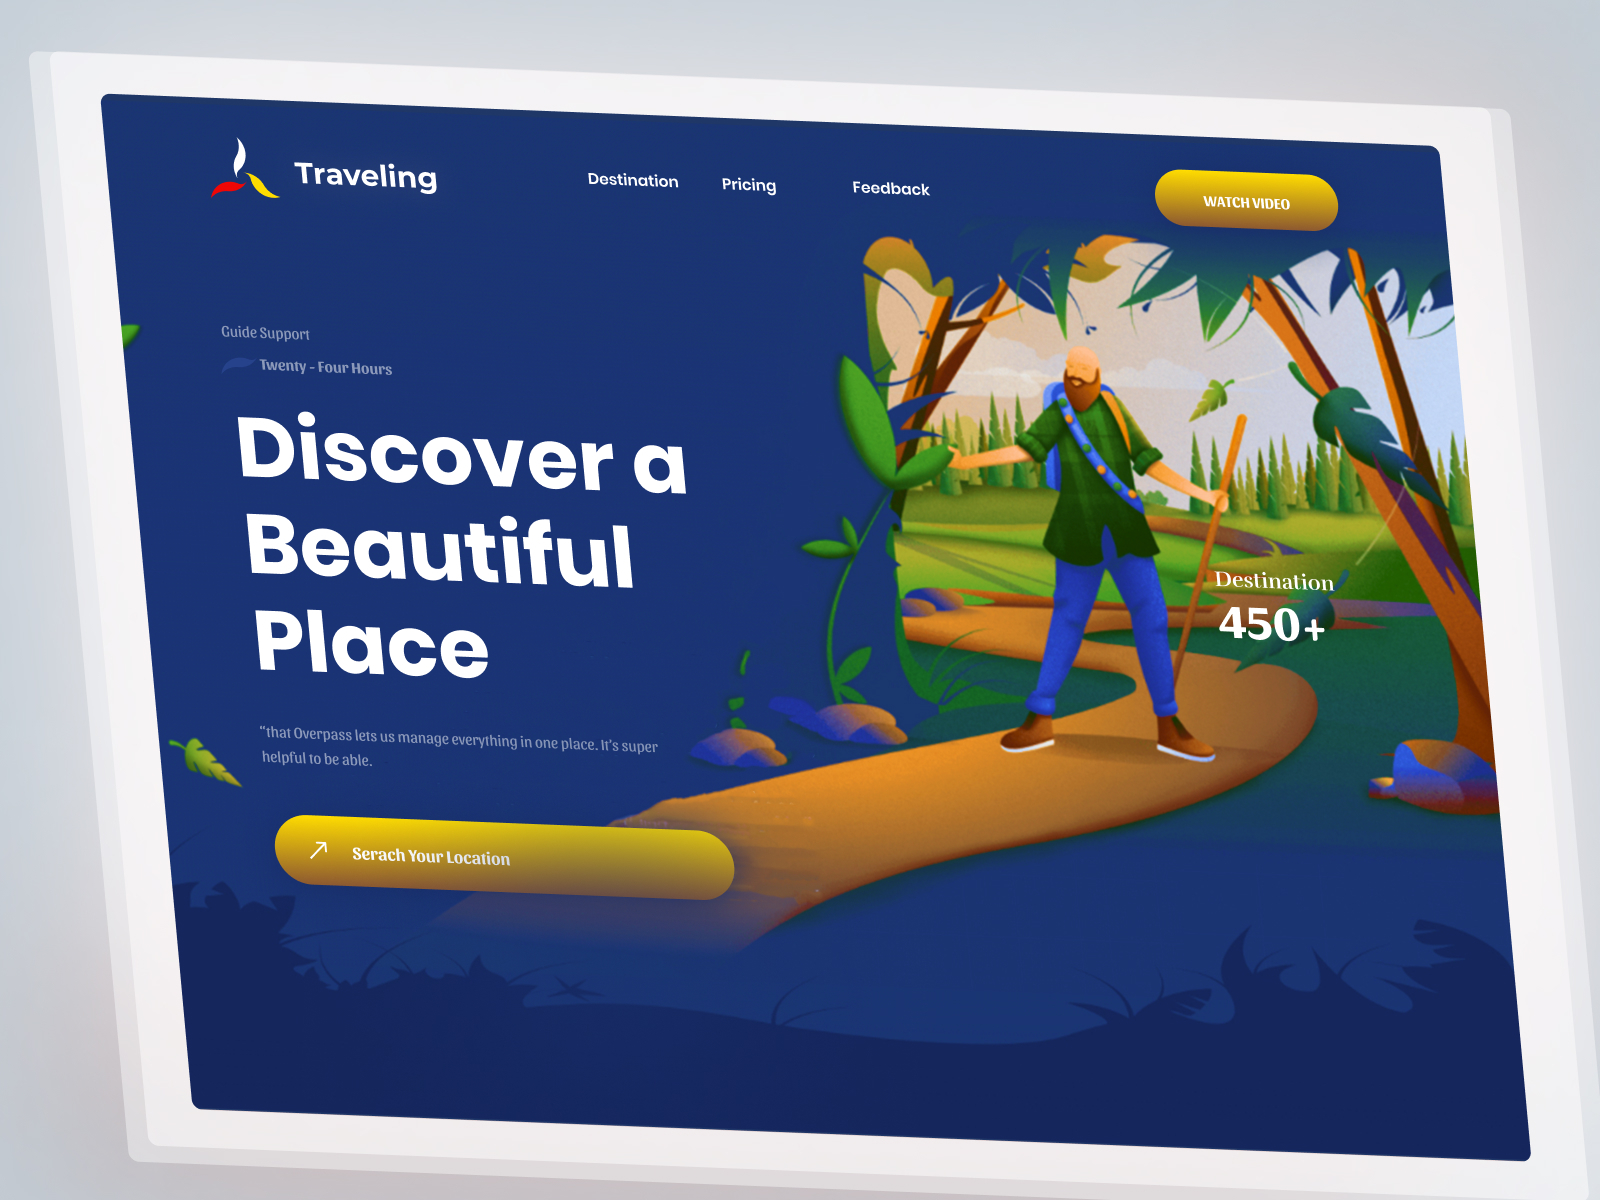 Traveling
Destination
Pricing
Feedback
WATCH VIDEO
Guide Support
Twenty - Four Hours
Discover a
Beautiful
Place
“that Overpass lets us manage everything in one place. It's super
helpful to be able.
Serach Your Location
Destination
450+